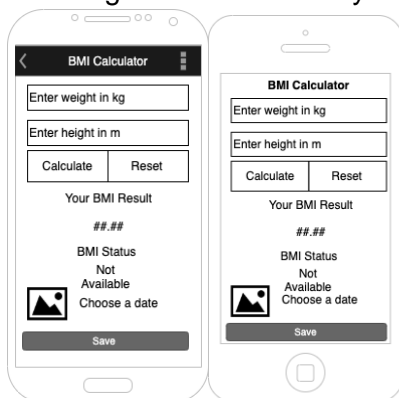 BMI Calculator
Enter weight in kg
Enter height in m
Calculate Reset
Your BMI Result
##.##
BMI Status
Not
Available
Choose a date
Save
BMI Calculator
Enter weight in kg
Enter height in m
Calculate Reset
Your BMI Result
##.##
BMI Status
Not
Available
Choose a date
Save